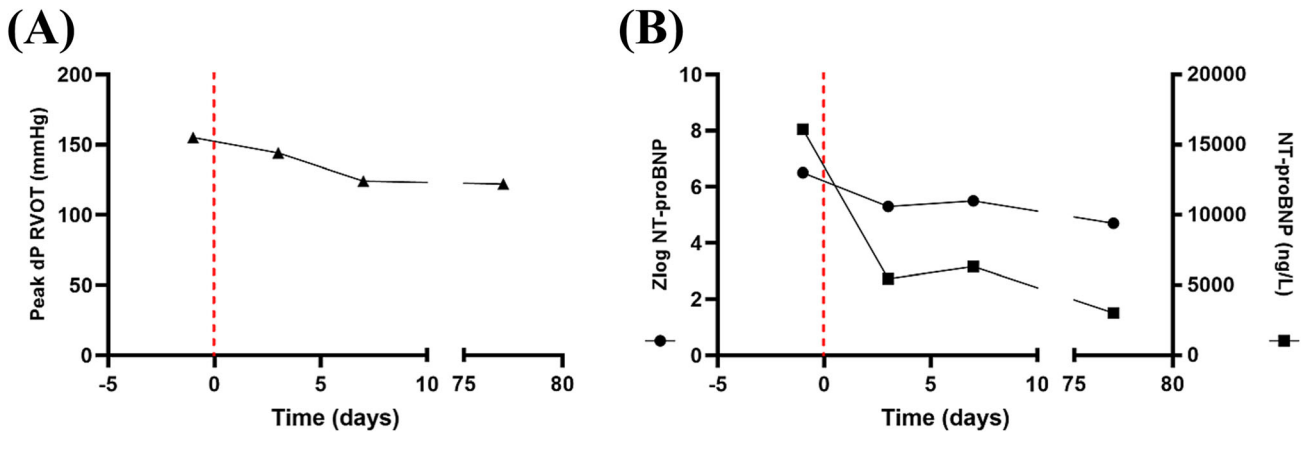 (A)
Peak dP RVOT (mmHg)
200
150
100
50
0
-5 0 5 10 75 80
Time (days)
(B)
Zlog NT-proBNP
10
8
6
4
2
0
20000
15000
10000
5000
0
NT-proBNP (ng/L)
-5 0 5 10 75 80
Time (days)